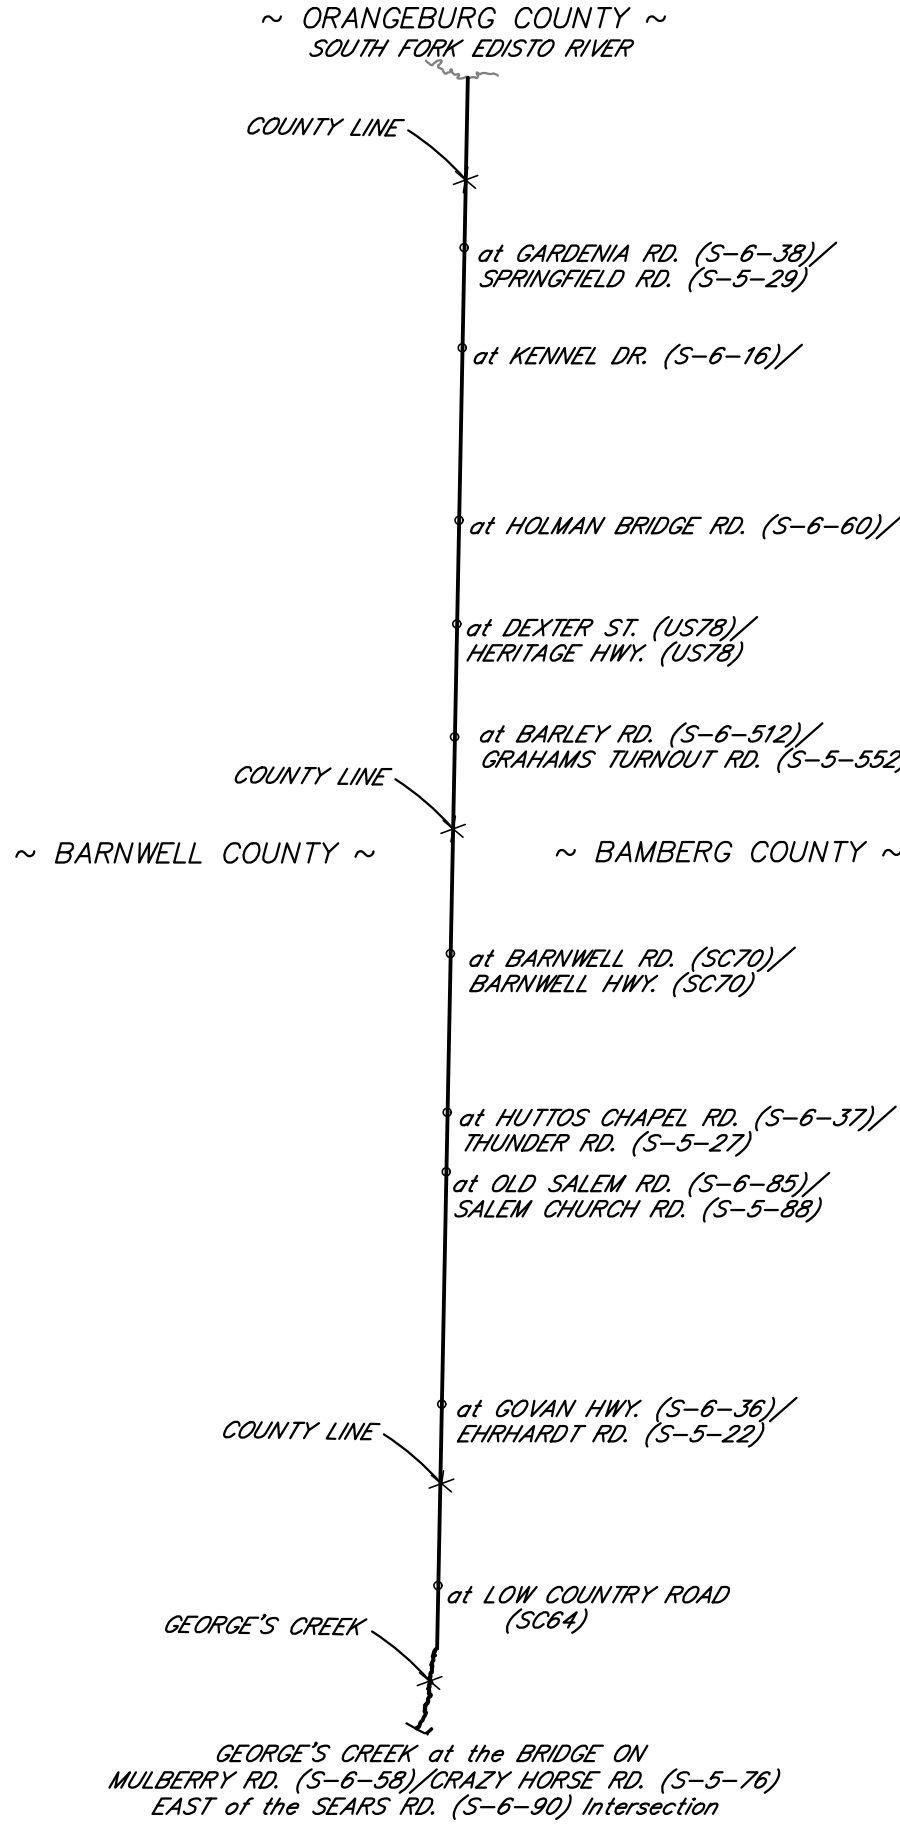 ~ ORANGEBURG COUNTY ~
SOUTH FORK EDISTO RIVER
COUNTY LINE
at GARDENIA RD. (S-6-38)/
SPRINGFIELD RD. (S-5-29)
at KENNEL DR. (S-6-16)/
at HOLMAN BRIDGE RD. (S-6-60)/
at DEXTER ST. (US78)/
HERITAGE HWY. (US78)
at BARLEY RD. (S-6-512)/
GRAHAMS TURNOUT RD. (S-5-552)
COUNTY LINE
~ BARNWELL COUNTY ~
~ BAMBERG COUNTY ~
at BARNWELL RD. (SC70)/
BARNWELL HWY. (SC70)
at HUTTOS CHAPEL RD. (S-6-37)/
THUNDER RD. (S-5-27)
at OLD SALEM RD. (S-6-85)/
SALEM CHURCH RD. (S-5-88)
at GOVAN HWY. (S-6-36)/
EHRHARDT RD. (S-5-22)
COUNTY LINE
at LOW COUNTRY ROAD
(SC64)
GEORGE'S CREEK
GEORGE'S CREEK at the BRIDGE ON
MULBERRY RD. (S-6-58)/CRAZY HORSE RD. (S-5-76)
EAST of the SEARS RD. (S-6-90) Intersection